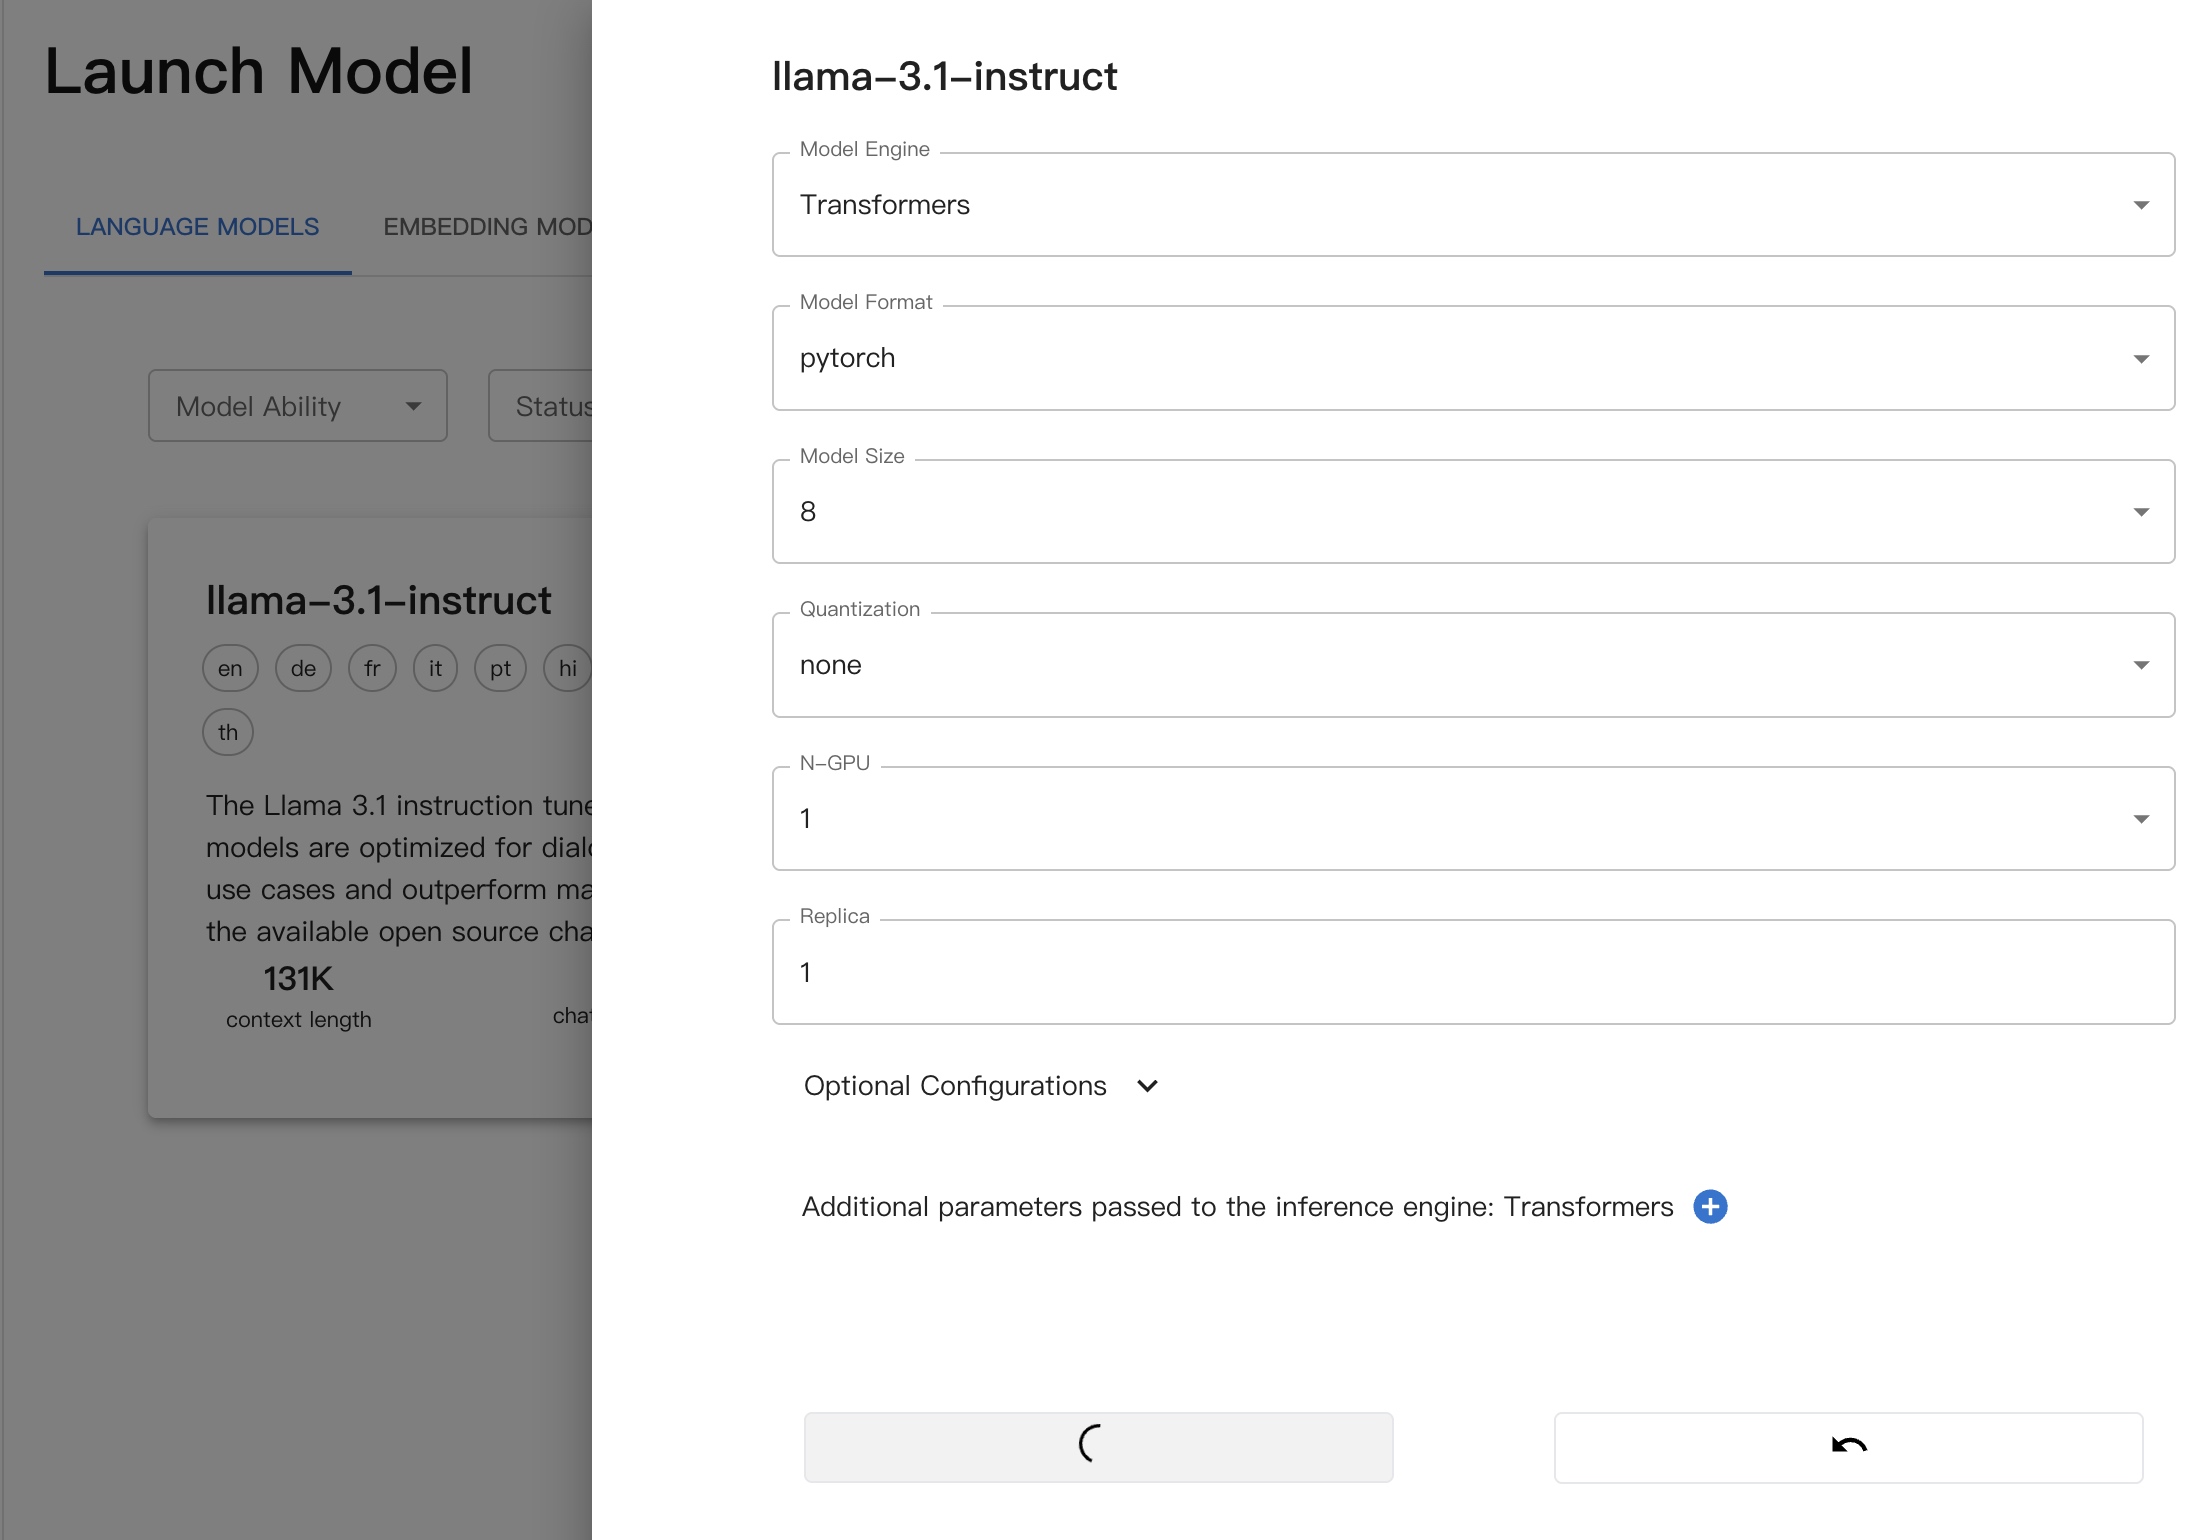 Launch Model
LANGUAGE MODELS
EMBEDDING MOD
Model Ability
Status
llama-3.1-instruct
en de fr it pt hi
th
The Llama 3.1 instruction tune
models are optimized for dialo
use cases and outperform ma
the available open source cha
131K
context length
chat
llama-3.1-instruct
Model Engine
Transformers
Model Format
pytorch
Model Size
8
Quantization
none
N-GPU
1
Replica
1
Optional Configurations
Additional parameters passed to the inference engine: Transformers